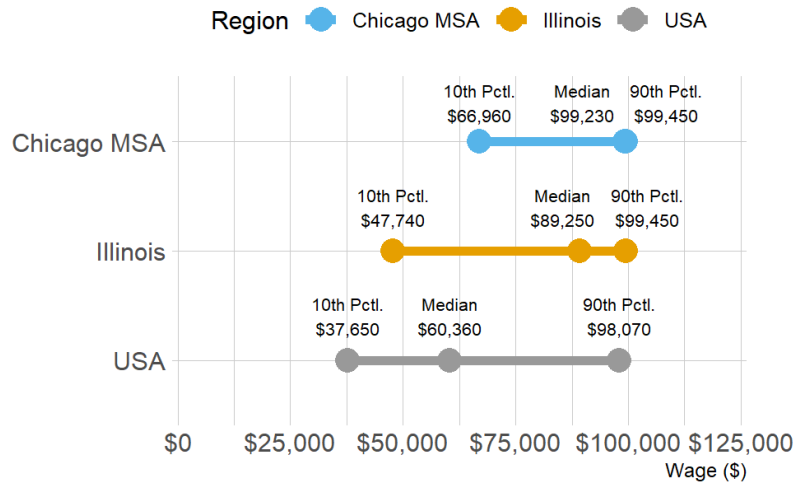 Region Chicago MSA Illinois USA
10th Pctl. Median 90th Pctl.
$66,960 $99,230 $99,450
Chicago MSA
10th Pctl. Median 90th Pctl.
$47,740 $89,250 $99,450
Illinois
10th Pctl. Median 90th Pctl.
$37,650 $60,360 $98,070
USA
$0 $25,000 $50,000 $75,000 $100,000 $125,000
Wage ($)